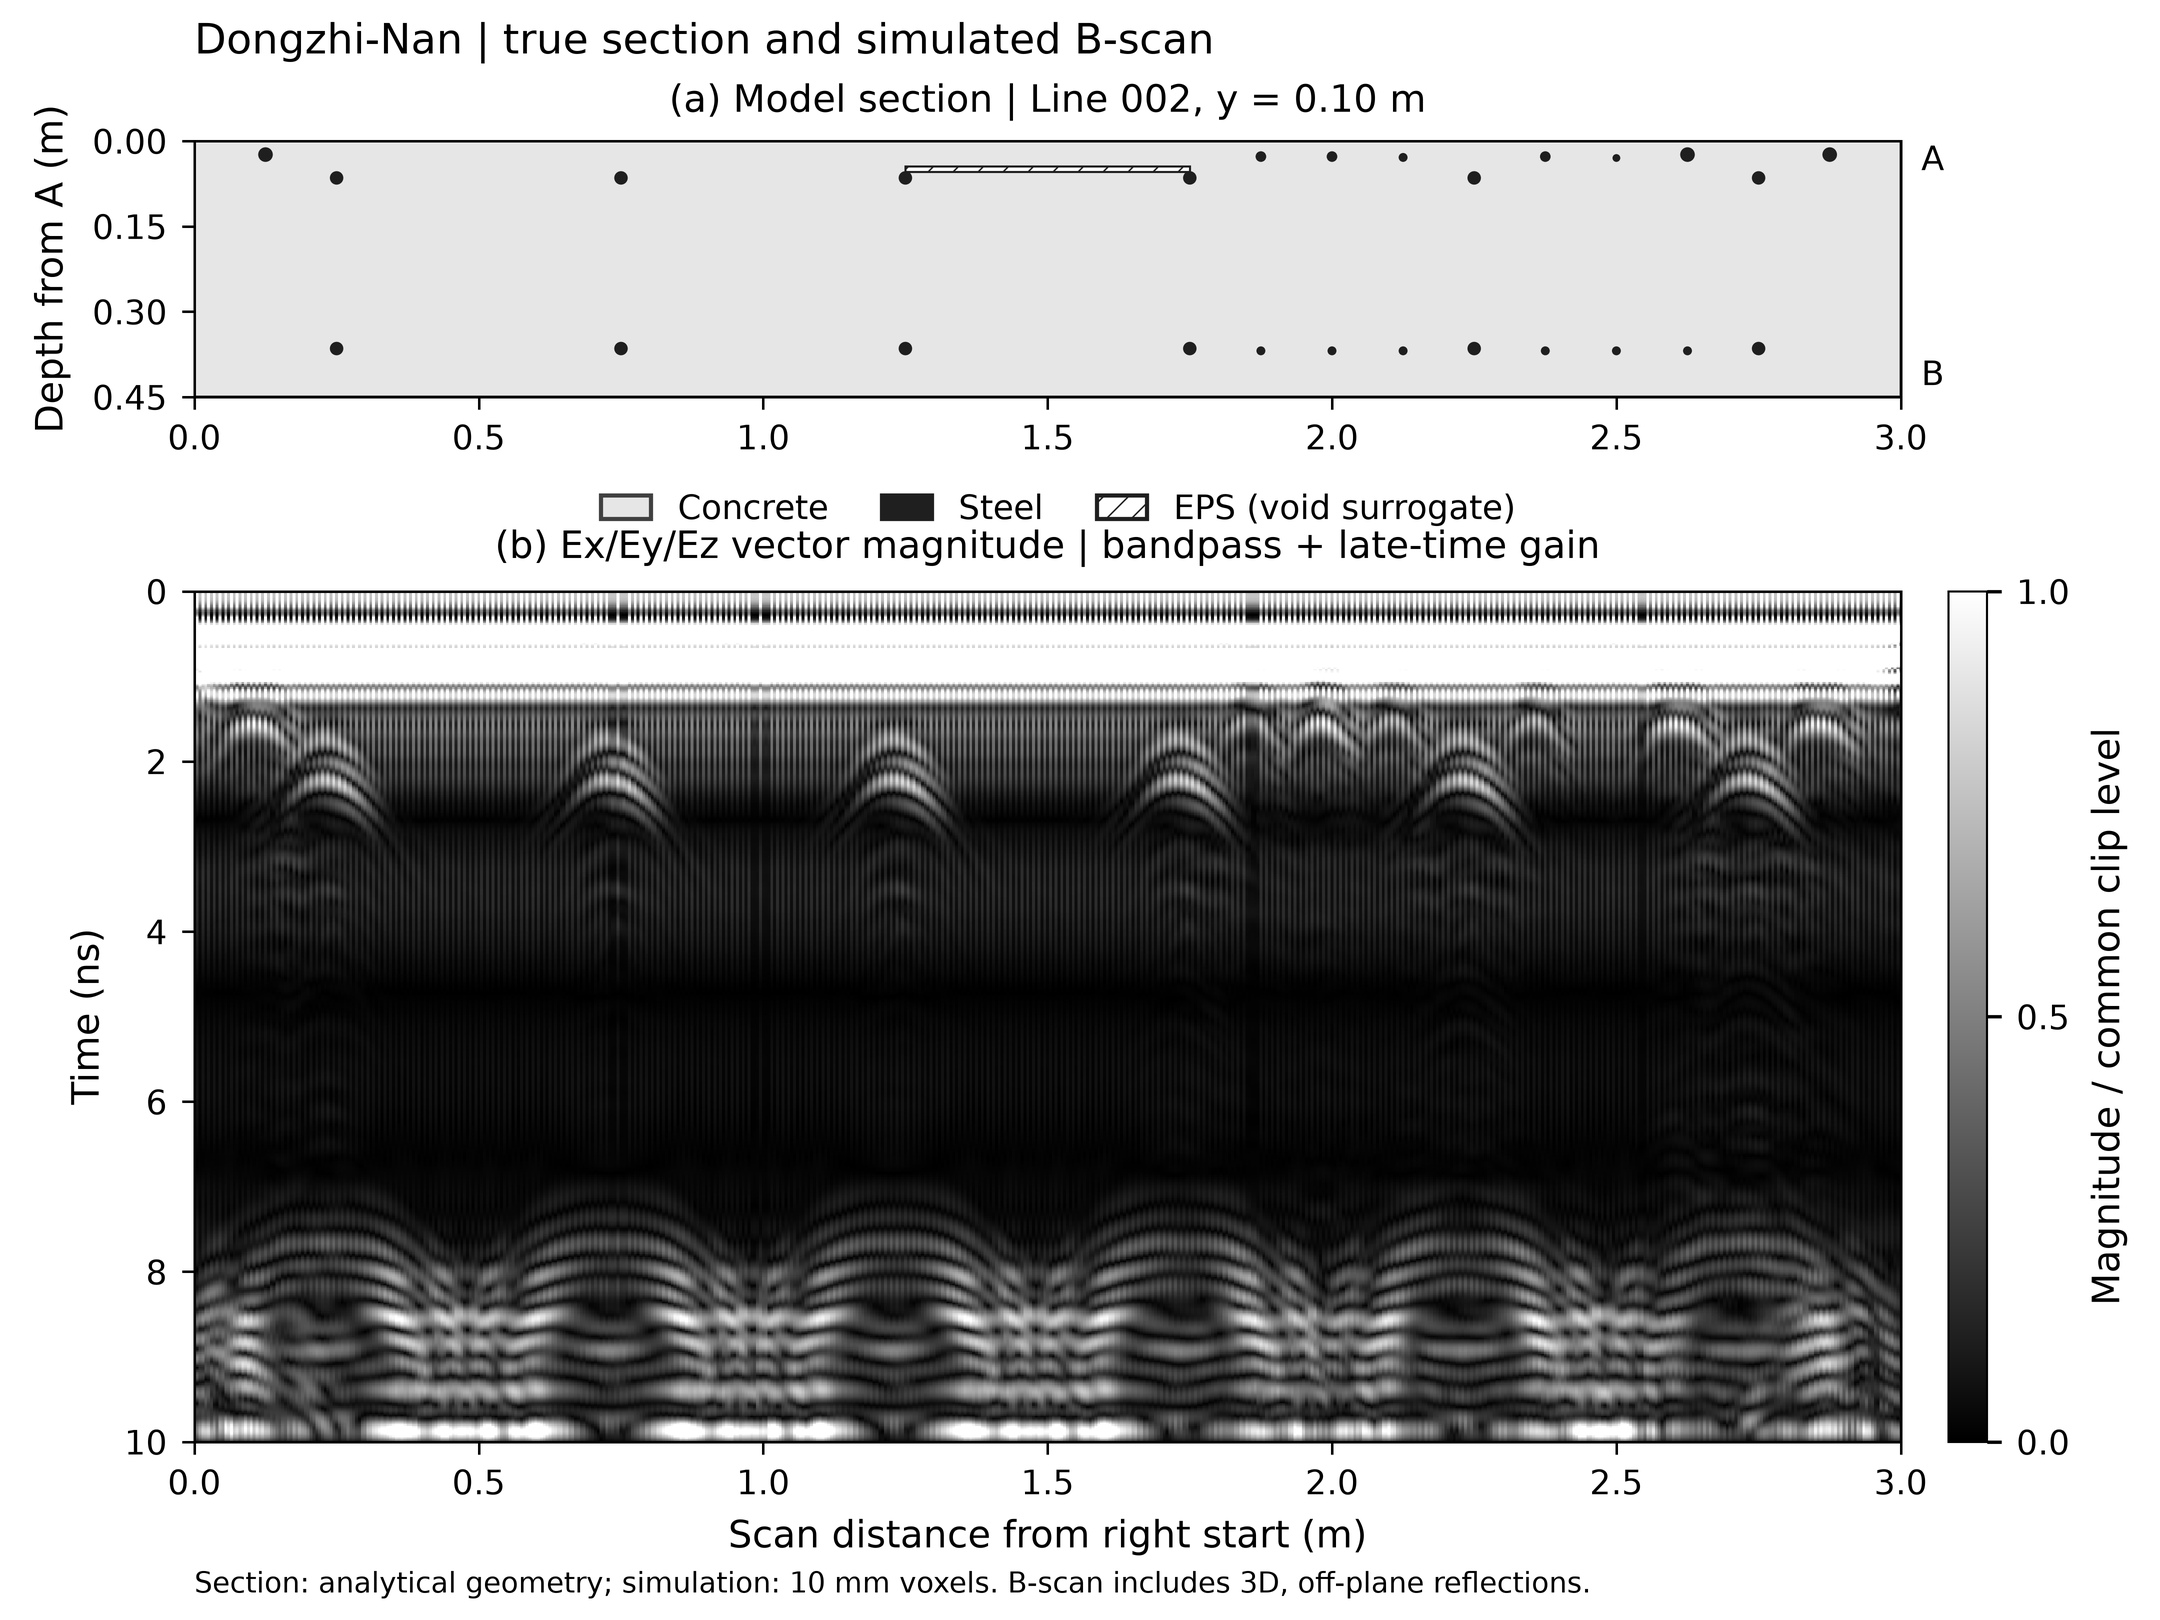 Dongzhi-Nan | true section and simulated B-scan
(a) Model section | Line 002, y = 0.10 m
Depth from A (m)
0.00
0.15
0.30
0.45
A
B
0.0 0.5 1.0 1.5 2.0 2.5 3.0
Concrete Steel EPS (void surrogate)
(b) Ex/Ey/Ez vector magnitude | bandpass + late-time gain
Time (ns)
0
2
4
6
8
10
0.0 0.5 1.0 1.5 2.0 2.5 3.0
Scan distance from right start (m)
1.0
0.5
0.0
Magnitude / common clip level
Section: analytical geometry; simulation: 10 mm voxels. B-scan includes 3D, off-plane reflections.